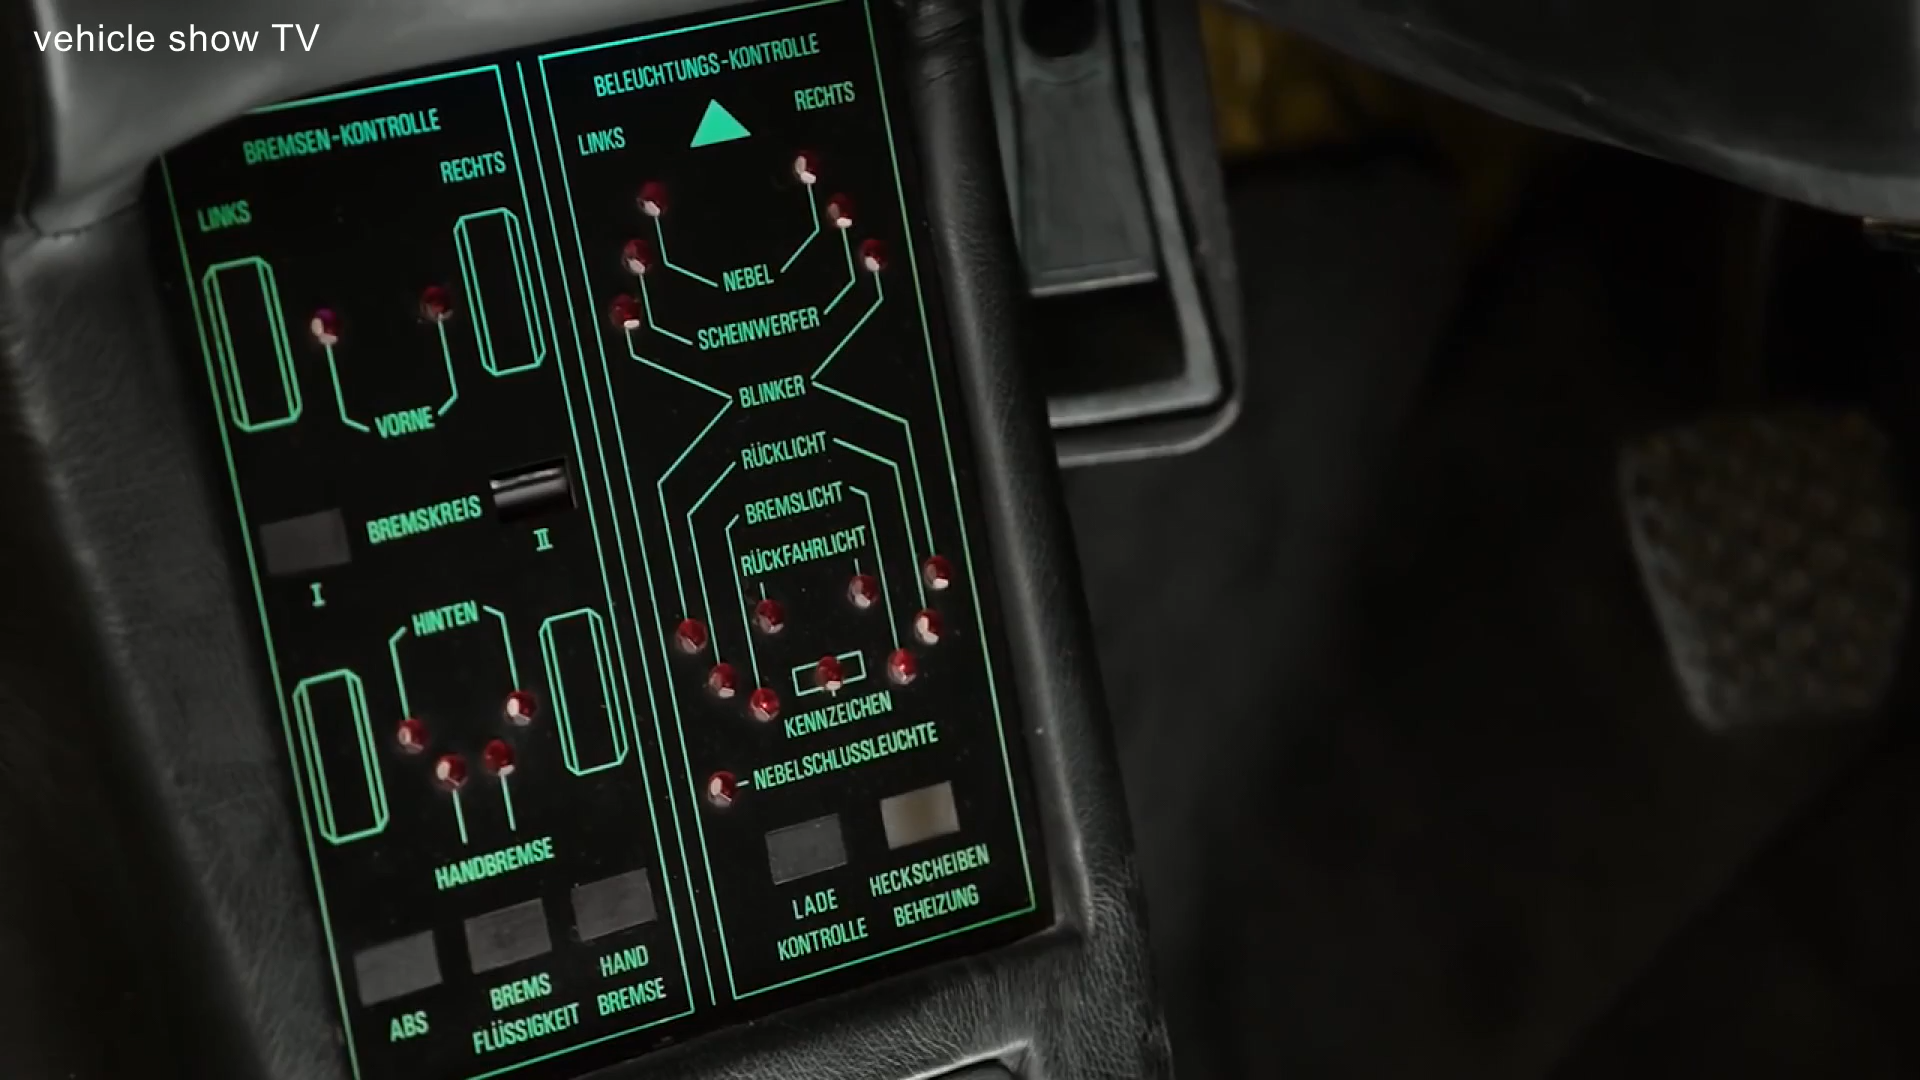 vehicle show TV
BREMSEN-KONTROLLE
LINKS
RECHTS
VORNE
BREMSKREIS
I
II
HINTEN
HANDBREMSE
ABS
BREMS
FLÜSSIGKEIT
HAND
BREMSE
BELEUCHTUNGS-KONTROLLE
LINKS
RECHTS
NEBEL
SCHEINWERFER
BLINKER
RÜCKLICHT
BREMSLICHT
RÜCKFAHRLICHT
KENNZEICHEN
NEBELSCHLUSSLEUCHTE
LADE
KONTROLLE
HECKSCHEIBEN
BEHEIZUNG